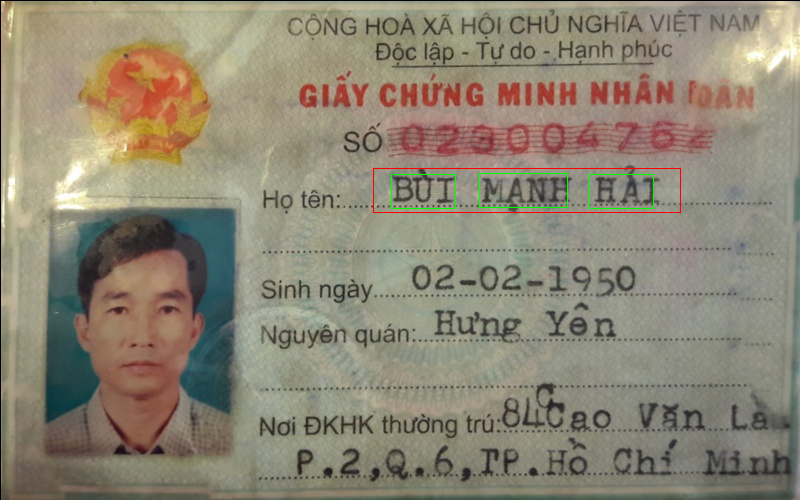 CỘNG HOÀ XÃ HỘI CHỦ NGHĨA VIỆT NAM
Độc lập - Tự do - Hạnh phúc
GIẤY CHỨNG MINH NHÂN DÂN
SỐ 023004762
Họ tên: BÙI MẠNH HẢI
Sinh ngày 02-02-1950
Nguyên quán: Hưng Yên
Nơi ĐKHK thường trú: 84C Cao Văn Lầu
P.2,Q.6,TP.Hồ Chí Minh